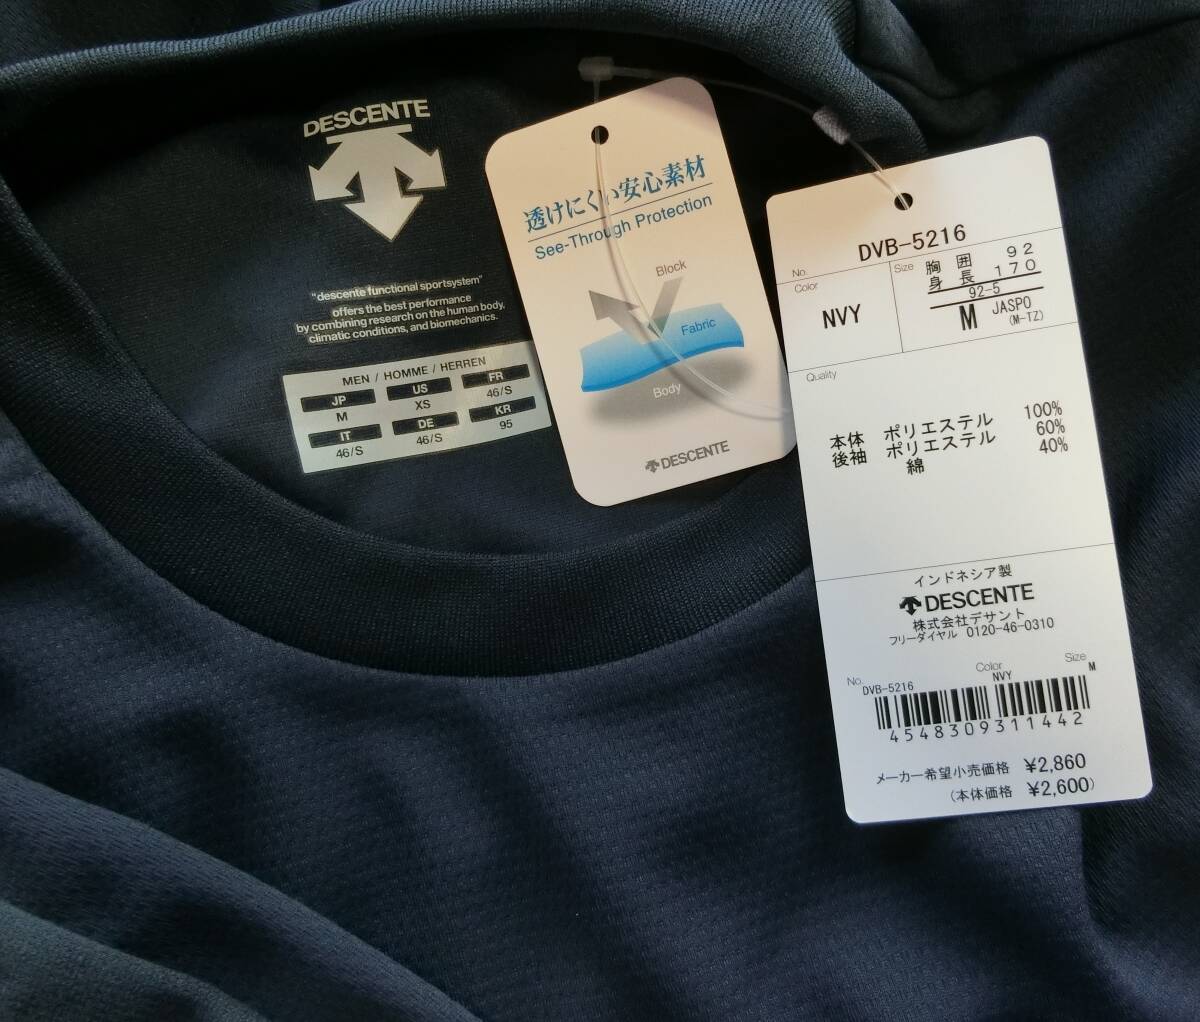 DESCENTE
"descente functional sportsystem"
offers the best performance
by combining research on the human body,
climatic conditions, and biomechanics.
MEN / HOMME / HERREN
JP US FR
M XS 46/S
IT DE KR
46/S 46/S 95
透けにくい安心素材
See-Through Protection
Block
Fabric
Body
DESCENTE
No. DVB-5216
Color NVY
Size 胸囲 92
身長 170
92-5
M JASPO
(M-TZ)
Quality
本体 ポリエステル 100%
後袖 ポリエステル 60%
綿 40%
インドネシア製
DESCENTE
株式会社デサント
フリーダイヤル 0120-46-0310
No. Color Size
DVB-5216 NVY M
4548309311442
メーカー希望小売価格 ¥2,860
(本体価格 ¥2,600)